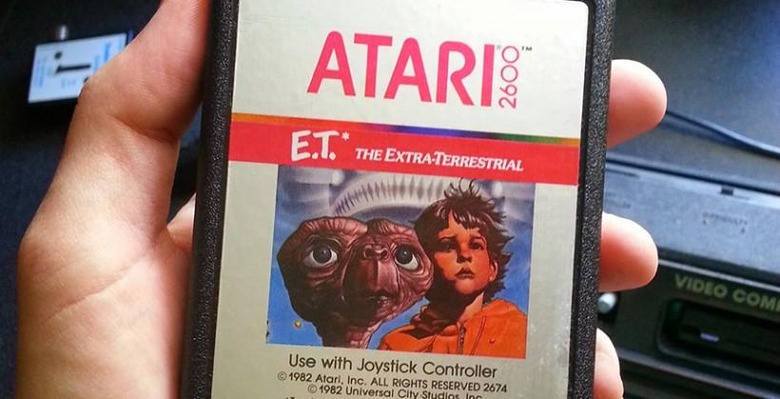 ATARI® 2600™
E.T.* THE EXTRA-TERRESTRIAL
Use with Joystick Controller
© 1982 Atari, Inc. ALL RIGHTS RESERVED 2674
© 1982 Universal City Studios, Inc.
DIFFICULTY
VIDEO COM